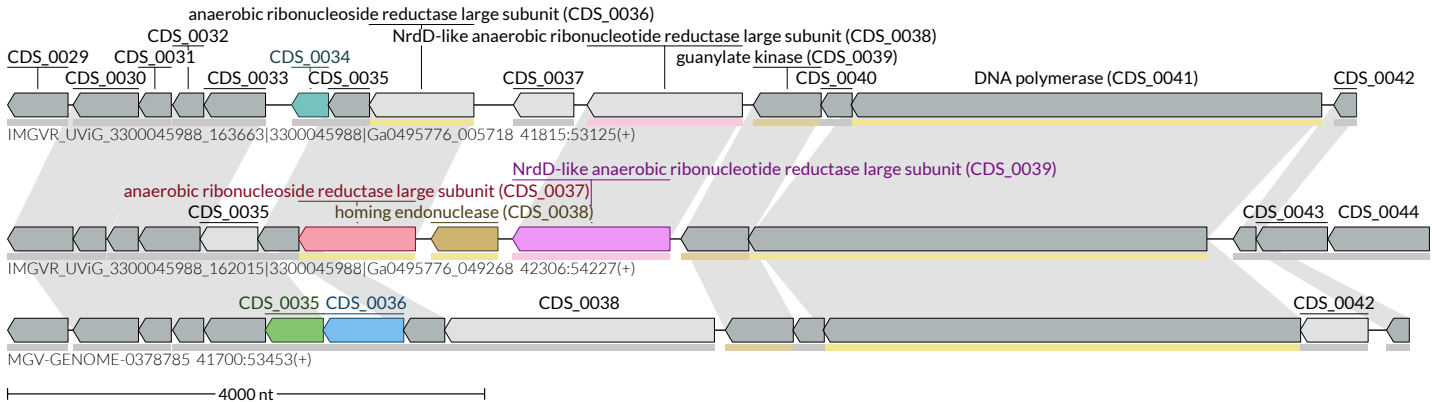 anaerobic ribonucleoside reductase large subunit (CDS_0036)
CDS_0032 NrdD-like anaerobic ribonucleotide reductase large subunit (CDS_0038)
CDS_0029 CDS_0031 CDS_0034 guanylate kinase (CDS_0039)
CDS_0030 CDS_0033 CDS_0035 CDS_0037 CDS_0040 DNA polymerase (CDS_0041) CDS_0042
IMGVR_UViG_3300045988_163663|3300045988|Ga0495776_005718 41815:53125(+)
NrdD-like anaerobic ribonucleotide reductase large subunit (CDS_0039)
anaerobic ribonucleoside reductase large subunit (CDS_0037)
CDS_0035 homing endonuclease (CDS_0038) CDS_0043 CDS_0044
IMGVR_UViG_3300045988_162015|3300045988|Ga0495776_049268 42306:54227(+)
CDS_0035 CDS_0036 CDS_0038 CDS_0042
MGV-GENOME-0378785 41700:53453(+)
4000 nt